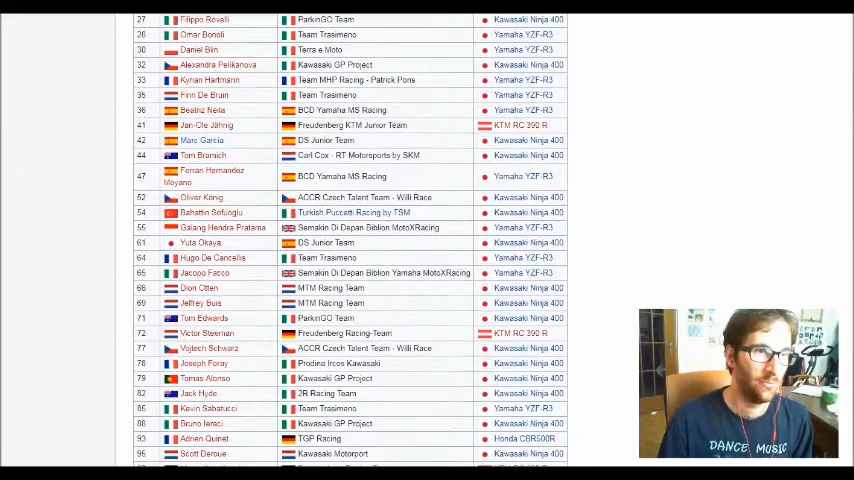 27 Filippo Rovelli ParkinGO Team Kawasaki Ninja 400
28 Omar Bonoli Team Trasimeno Yamaha YZF-R3
30 Daniel Blin Terra e Moto Yamaha YZF-R3
32 Alexandra Pelikanova Kawasaki GP Project Kawasaki Ninja 400
33 Kyrian Hartmann Team MHP Racing - Patrick Pons Yamaha YZF-R3
35 Finn De Bruin Team Trasimeno Yamaha YZF-R3
36 Beatriz Neila BCD Yamaha MS Racing Yamaha YZF-R3
41 Jan-Ole Jähnig Freudenberg KTM Junior Team KTM RC 390 R
42 Marc García DS Junior Team Kawasaki Ninja 400
44 Tom Bramich Carl Cox - RT Motorsports by SKM Kawasaki Ninja 400
47 Ferran Hernandez Moyano BCD Yamaha MS Racing Yamaha YZF-R3
52 Oliver König ACCR Czech Talent Team - Willi Race Kawasaki Ninja 400
54 Bahattin Sofuoglu Turkish Puccetti Racing by TSM Kawasaki Ninja 400
55 Galang Hendra Pratama Semakin Di Depan Biblion MotoXRacing Yamaha YZF-R3
61 Yuta Okaya DS Junior Team Kawasaki Ninja 400
64 Hugo De Cancellis Team Trasimeno Yamaha YZF-R3
65 Jacopo Facco Semakin Di Depan Biblion Yamaha MotoXRacing Yamaha YZF-R3
66 Dion Otten MTM Racing Team Kawasaki Ninja 400
69 Jeffrey Buis MTM Racing Team Kawasaki Ninja 400
71 Tom Edwards ParkinGO Team Kawasaki Ninja 400
72 Victor Steeman Freudenberg Racing-Team KTM RC 390 R
77 Vojtech Schwarz ACCR Czech Talent Team - Willi Race Kawasaki Ninja 400
78 Joseph Foray Prodina Ircos Kawasaki Kawasaki Ninja 400
79 Tomas Alonso Kawasaki GP Project Kawasaki Ninja 400
82 Jack Hyde 2R Racing Team Kawasaki Ninja 400
85 Kevin Sabatucci Team Trasimeno Yamaha YZF-R3
88 Bruno Ieraci Kawasaki GP Project Kawasaki Ninja 400
93 Adrien Quinet TGP Racing Honda CBR500R
95 Scott Deroue Kawasaki Motorport Kawasaki Ninja 400
DANCE MUSIC